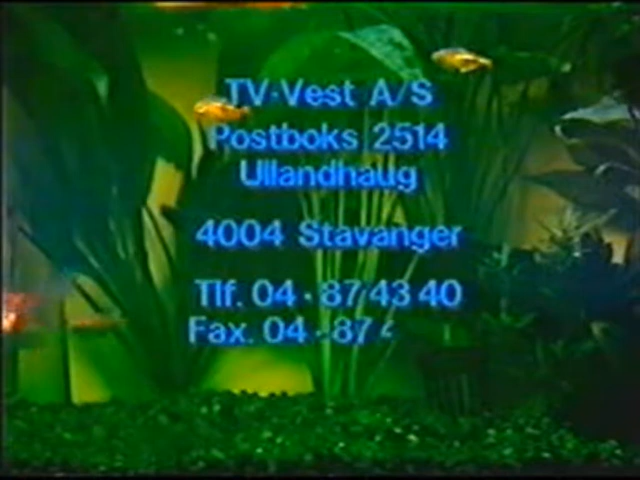 TV·Vest A/S
Postboks 2514
Ullandhaug
4004 Stavanger
Tlf. 04 · 87 43 40
Fax. 04 · 87